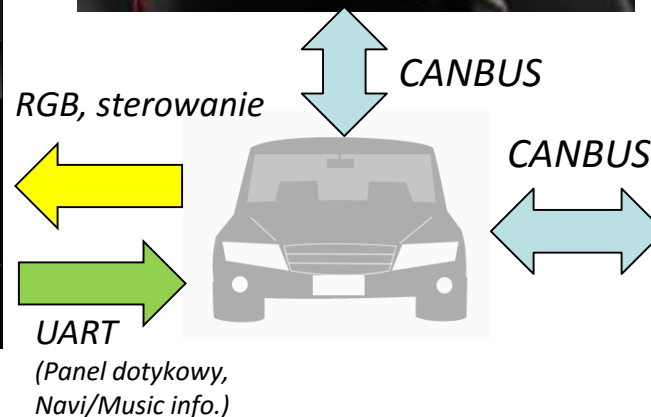 CANBUS
RGB, sterowanie
CANBUS
UART
(Panel dotykowy,
Navi/Music info.)